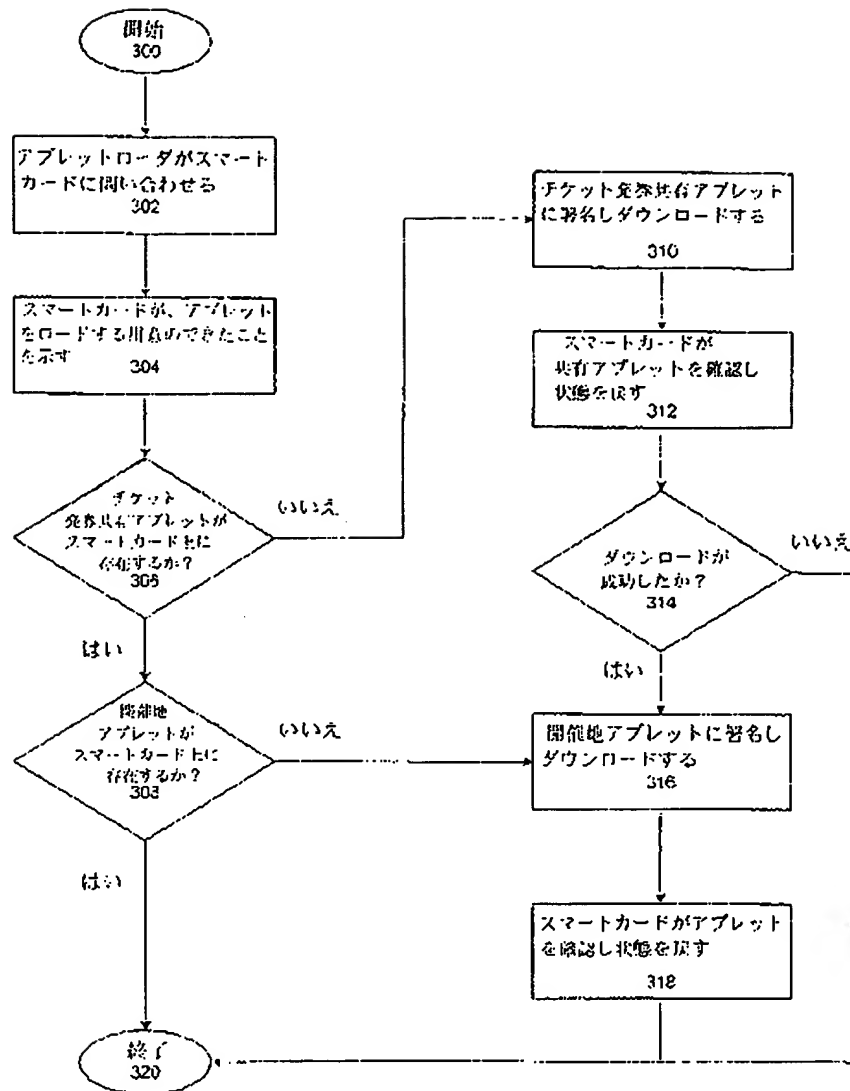 開始
300
アプレットローダがスマート
カードに問い合わせる
302
スマートカードが、アプレット
をロードする用意のできたこと
を示す
304
チケット
発券共有アプレットが
スマートカード上に
存在するか?
306
いいえ
はい
開催地
アプレットが
スマートカード上に
存在するか?
308
いいえ
はい
チケット発券共有アプレット
に署名しダウンロードする
310
スマートカードが
共有アプレットを確認し
状態を戻す
312
ダウンロードが
成功したか?
314
いいえ
はい
開催地アプレットに署名し
ダウンロードする
316
スマートカードがアプレット
を確認し状態を戻す
318
終了
320